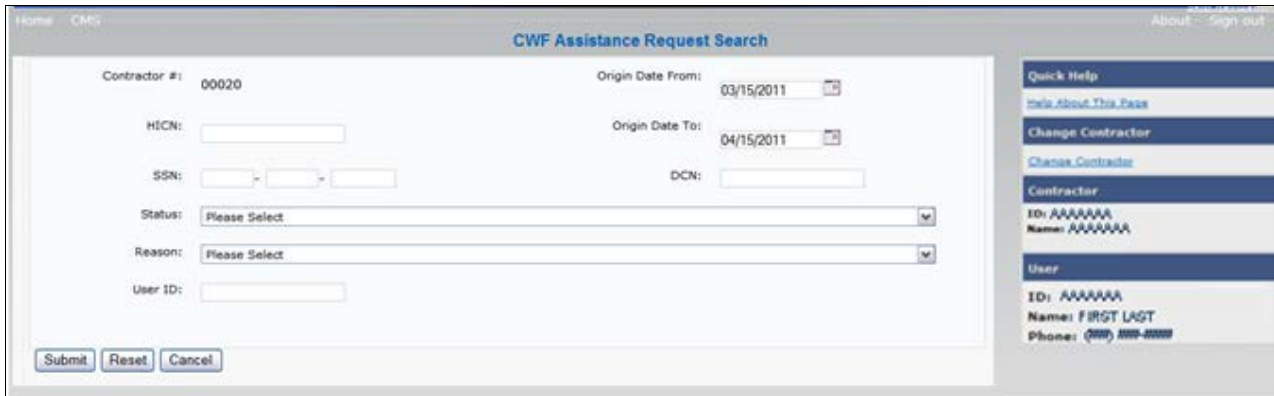 Home CMS
About Sign out
CWF Assistance Request Search
Contractor #: 00020
Origin Date From: 03/15/2011
HICN:
Origin Date To: 04/15/2011
SSN: - -
DCN:
Status: Please Select
Reason: Please Select
User ID:
Submit Reset Cancel
Quick Help
Help About This Page
Change Contractor
Change Contractor
Contractor
ID: AAAAAAA
Name: AAAAAAA
User
ID: AAAAAAA
Name: FIRST LAST
Phone: (###) ###-####